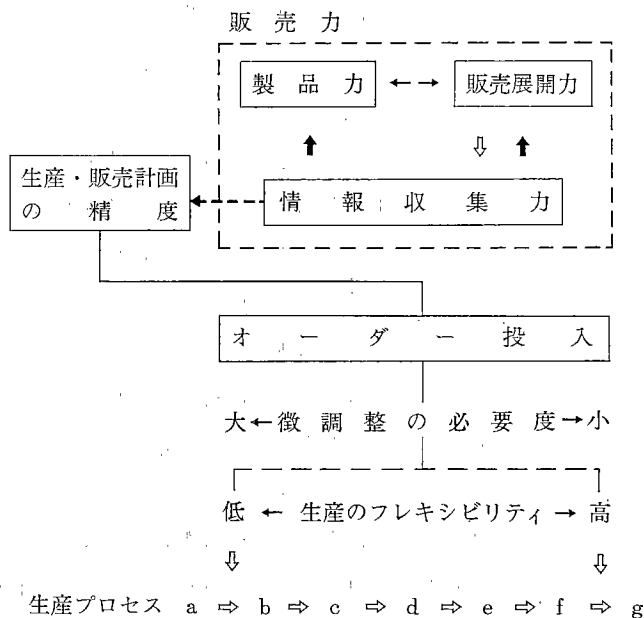 販売力
製品力 ←→ 販売展開力
生産・販売計画の精度
情報収集力
オーダー投入
大←徴調整の必要度→小
低 ← 生産のフレキシビリティ → 高
生産プロセス a ⇨ b ⇨ c ⇨ d ⇨ e ⇨ f ⇨ g